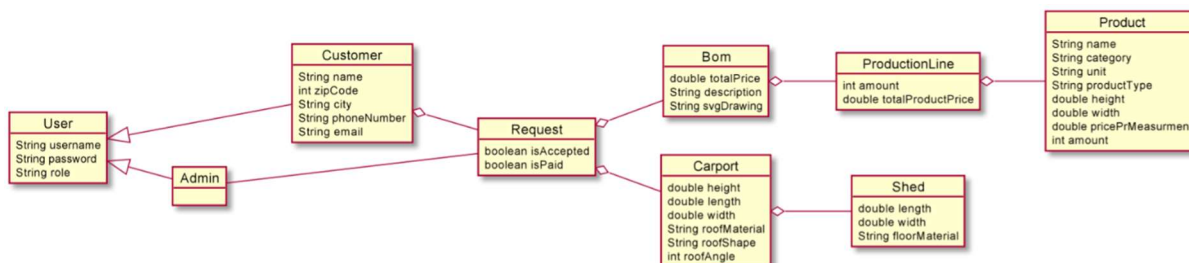 User
String username
String password
String role
Customer
String name
int zipCode
String city
String phoneNumber
String email
Admin
Request
boolean isAccepted
boolean isPaid
Bom
double totalPrice
String description
String svgDrawing
Carport
double height
double length
double width
String roofMaterial
String roofShape
int roofAngle
ProductionLine
int amount
double totalProductPrice
Shed
double length
double width
String floorMaterial
Product
String name
String category
String unit
String productType
double height
double width
double pricePrMeasurment
int amount